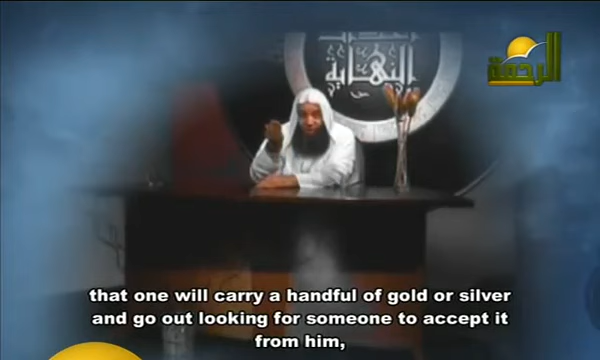 النهاية
الرحمة
that one will carry a handful of gold or silver
and go out looking for someone to accept it
from him,